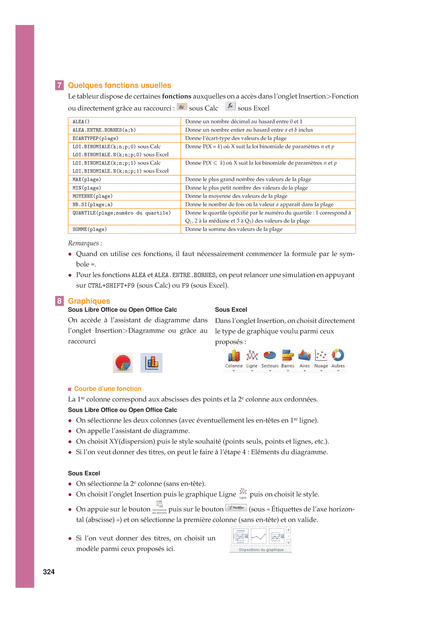 7 Quelques fonctions usuelles
Le tableur dispose de certaines fonctions auxquelles on a accès dans l'onglet Insertion>Fonction
ou directement grâce au raccourci : sous Calc fx sous Excel
ALEA() Donne un nombre décimal au hasard entre 0 et 1
ALEA.ENTRE.BORNES(a;b) Donne un nombre entier au hasard entre a et b inclus
ECARTYPEP(plage) Donne l'écart-type des valeurs de la plage
LOI.BINOMIALE(k;n;p;0) sous Calc Donne P(X = k) où X suit la loi binomiale de paramètres n et p
LOI.BINOMIALE.N(k;n;p;0) sous Excel
LOI.BINOMIALE(k;n;p;1) sous Calc Donne P(X ⩽ k) où X suit la loi binomiale de paramètres n et p
LOI.BINOMIALE.N(k;n;p;1) sous Excel
MAX(plage) Donne le plus grand nombre des valeurs de la plage
MIN(plage) Donne le plus petit nombre des valeurs de la plage
MOYENNE(plage) Donne la moyenne des valeurs de la plage
NB.SI(plage;a) Donne le nombre de fois où la valeur a apparaît dans la plage
QUANTILE(plage;numéro du quartile) Donne le quartile (spécifié par le numéro du quartile : 1 correspond à
Q1, 2 à la médiane et 3 à Q3) des valeurs de la plage
SOMME(plage) Donne la somme des valeurs de la plage
Remarques :
• Quand on utilise ces fonctions, il faut nécessairement commencer la formule par le sym-
bole =.
• Pour les fonctions ALEA et ALEA.ENTRE.BORNES, on peut relancer une simulation en appuyant
sur CTRL+SHIFT+F9 (sous Calc) ou F9 (sous Excel).
8 Graphiques
Sous Libre Office ou Open Office Calc
On accède à l'assistant de diagramme dans
l'onglet Insertion>Diagramme ou grâce au
raccourci
Sous Excel
Dans l'onglet Insertion, on choisit directement
le type de graphique voulu parmi ceux
proposés :
Colonne Ligne Secteurs Barres Aires Nuage Autres
Courbe d'une fonction
La 1re colonne correspond aux abscisses des points et la 2e colonne aux ordonnées.
Sous Libre Office ou Open Office Calc
• On sélectionne les deux colonnes (avec éventuellement les en-têtes en 1re ligne).
• On appelle l'assistant de diagramme.
• On choisit XY(dispersion) puis le style souhaité (points seuls, points et lignes, etc.).
• Si l'on veut donner des titres, on peut le faire à l'étape 4 : Eléments du diagramme.
Sous Excel
• On sélectionne la 2e colonne (sans en-tête).
• On choisit l'onglet Insertion puis le graphique Ligne puis on choisit le style.
• On appuie sur le bouton puis sur le bouton Modifier (sous « Étiquettes de l'axe horizon-
tal (abscisse) ») et on sélectionne la première colonne (sans en-tête) et on valide.
• Si l'on veut donner des titres, on choisit un
modèle parmi ceux proposés ici.
Dispositions du graphique
324